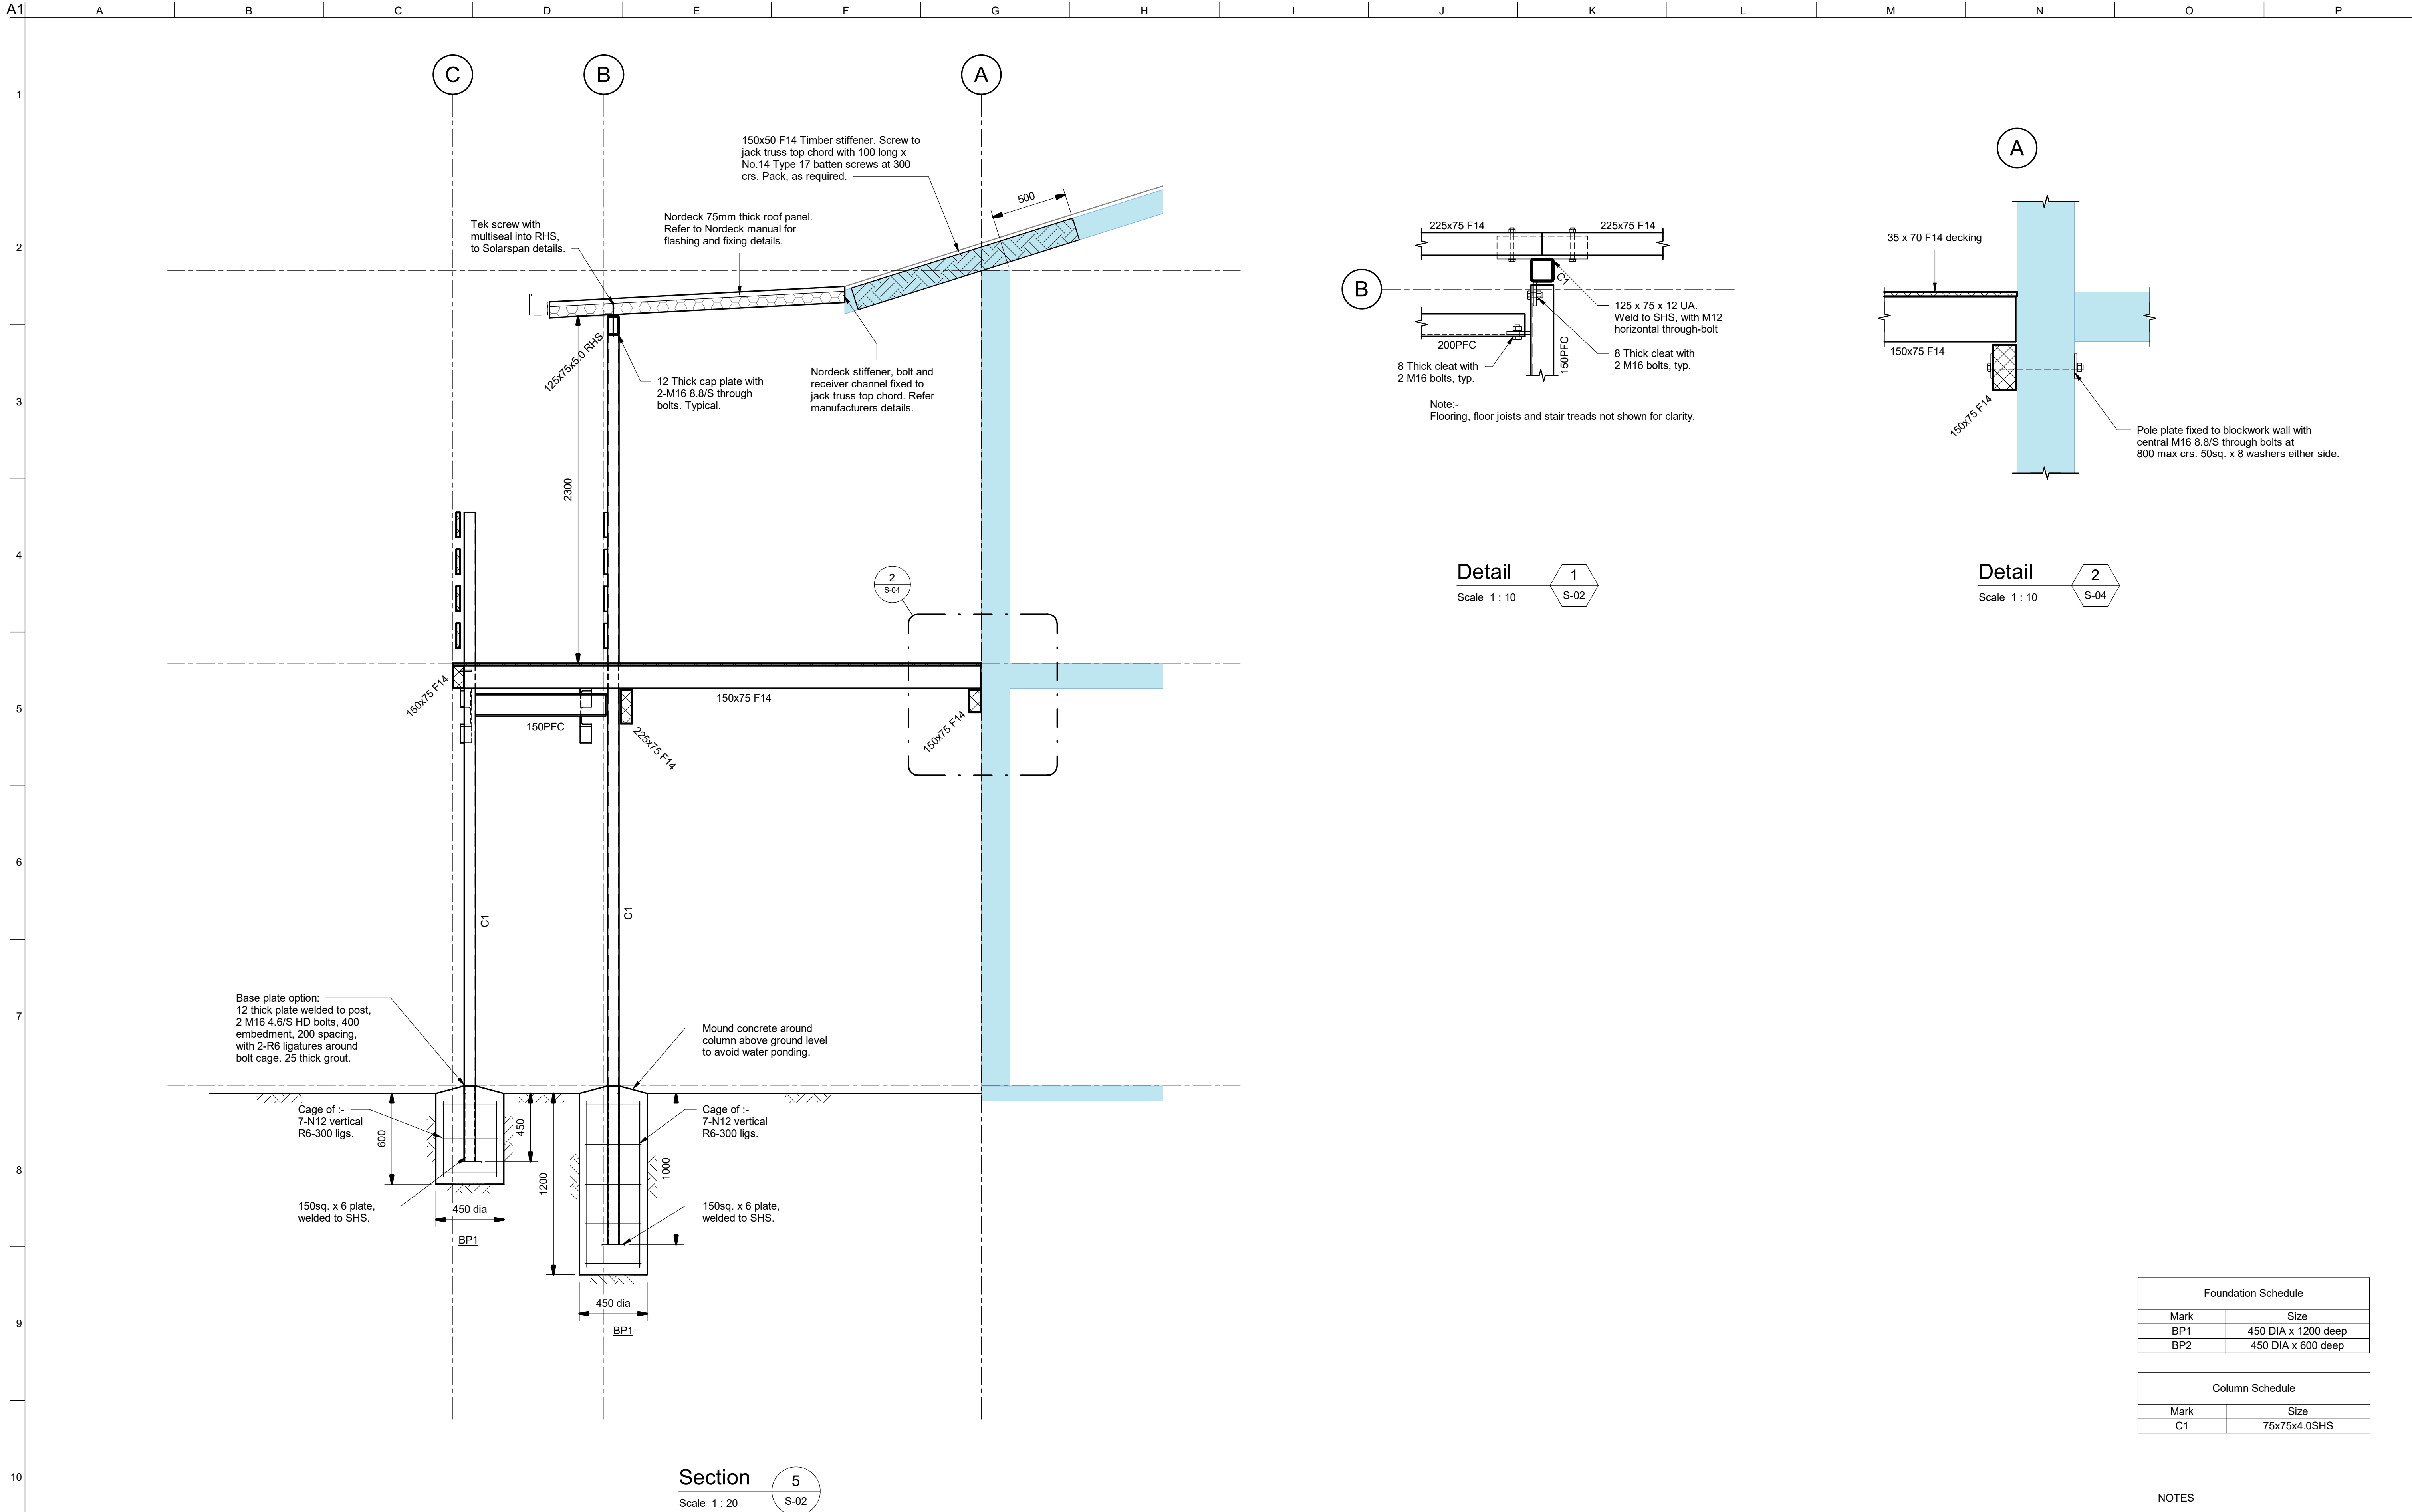 A1
A
B
C
D
E
F
G
H
I
J
K
L
M
N
O
P
1
2
3
4
5
6
7
8
9
10
C
B
A
150x50 F14 Timber stiffener. Screw to
jack truss top chord with 100 long x
No.14 Type 17 batten screws at 300
crs. Pack, as required.
500
Tek screw with
multiseal into RHS,
to Solarspan details.
Nordeck 75mm thick roof panel.
Refer to Nordeck manual for
flashing and fixing details.
125x75x5.0 RHS
12 Thick cap plate with
2-M16 8.8/S through
bolts. Typical.
Nordeck stiffener, bolt and
receiver channel fixed to
jack truss top chord. Refer
manufacturers details.
2300
2
S-04
150x75 F14
150PFC
225x75 F14
150x75 F14
150x75 F14
C1
C1
Base plate option:
12 thick plate welded to post,
2 M16 4.6/S HD bolts, 400
embedment, 200 spacing,
with 2-R6 ligatures around
bolt cage. 25 thick grout.
Mound concrete around
column above ground level
to avoid water ponding.
Cage of :-
7-N12 vertical
R6-300 ligs.
600
450
1200
1000
Cage of :-
7-N12 vertical
R6-300 ligs.
150sq. x 6 plate,
welded to SHS.
450 dia
BP1
150sq. x 6 plate,
welded to SHS.
450 dia
BP1
Section
Scale 1 : 20
5
S-02
225x75 F14
225x75 F14
C1
B
125 x 75 x 12 UA.
Weld to SHS, with M12
horizontal through-bolt
200PFC
150PFC
8 Thick cleat with
2 M16 bolts, typ.
8 Thick cleat with
2 M16 bolts, typ.
Note:-
Flooring, floor joists and stair treads not shown for clarity.
Detail
Scale 1 : 10
1
S-02
A
35 x 70 F14 decking
150x75 F14
150x75 F14
Pole plate fixed to blockwork wall with
central M16 8.8/S through bolts at
800 max crs. 50sq. x 8 washers either side.
Detail
Scale 1 : 10
2
S-04
Foundation Schedule
Mark Size
BP1 450 DIA x 1200 deep
BP2 450 DIA x 600 deep
Column Schedule
Mark Size
C1 75x75x4.0SHS
NOTES